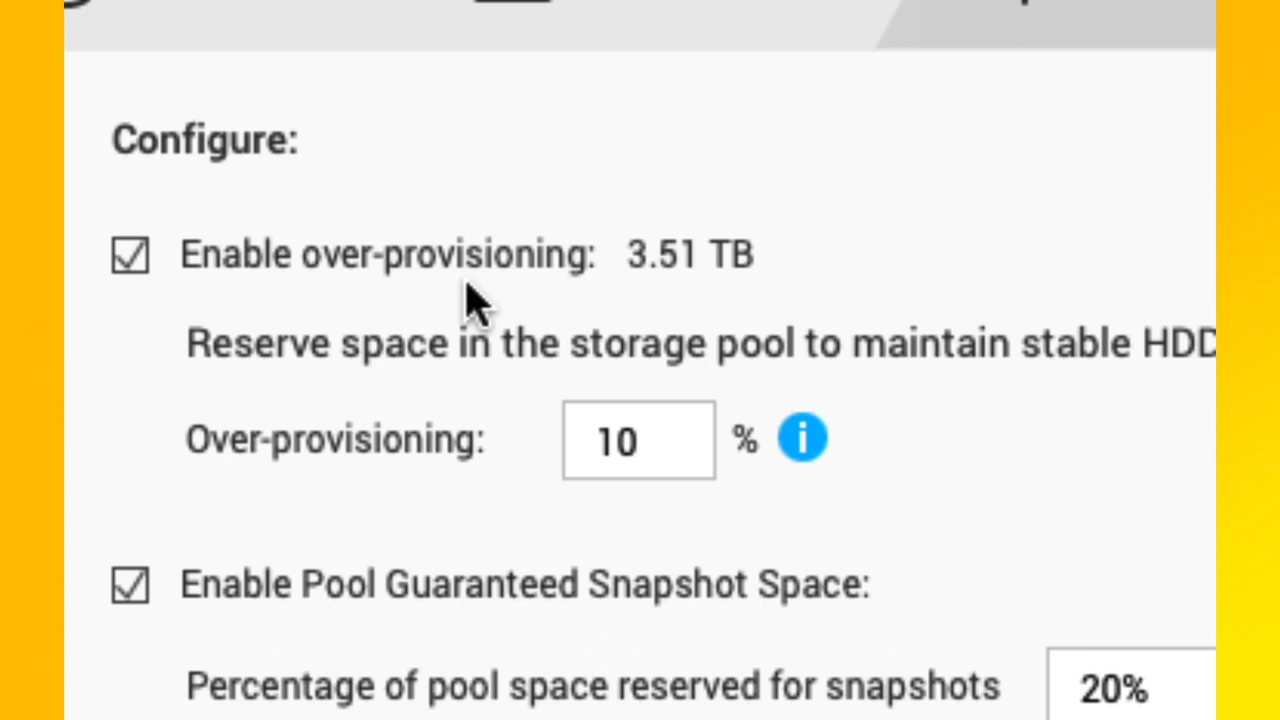 Configure:
Enable over-provisioning: 3.51 TB
Reserve space in the storage pool to maintain stable HDD
Over-provisioning: 10 % i
Enable Pool Guaranteed Snapshot Space:
Percentage of pool space reserved for snapshots 20%